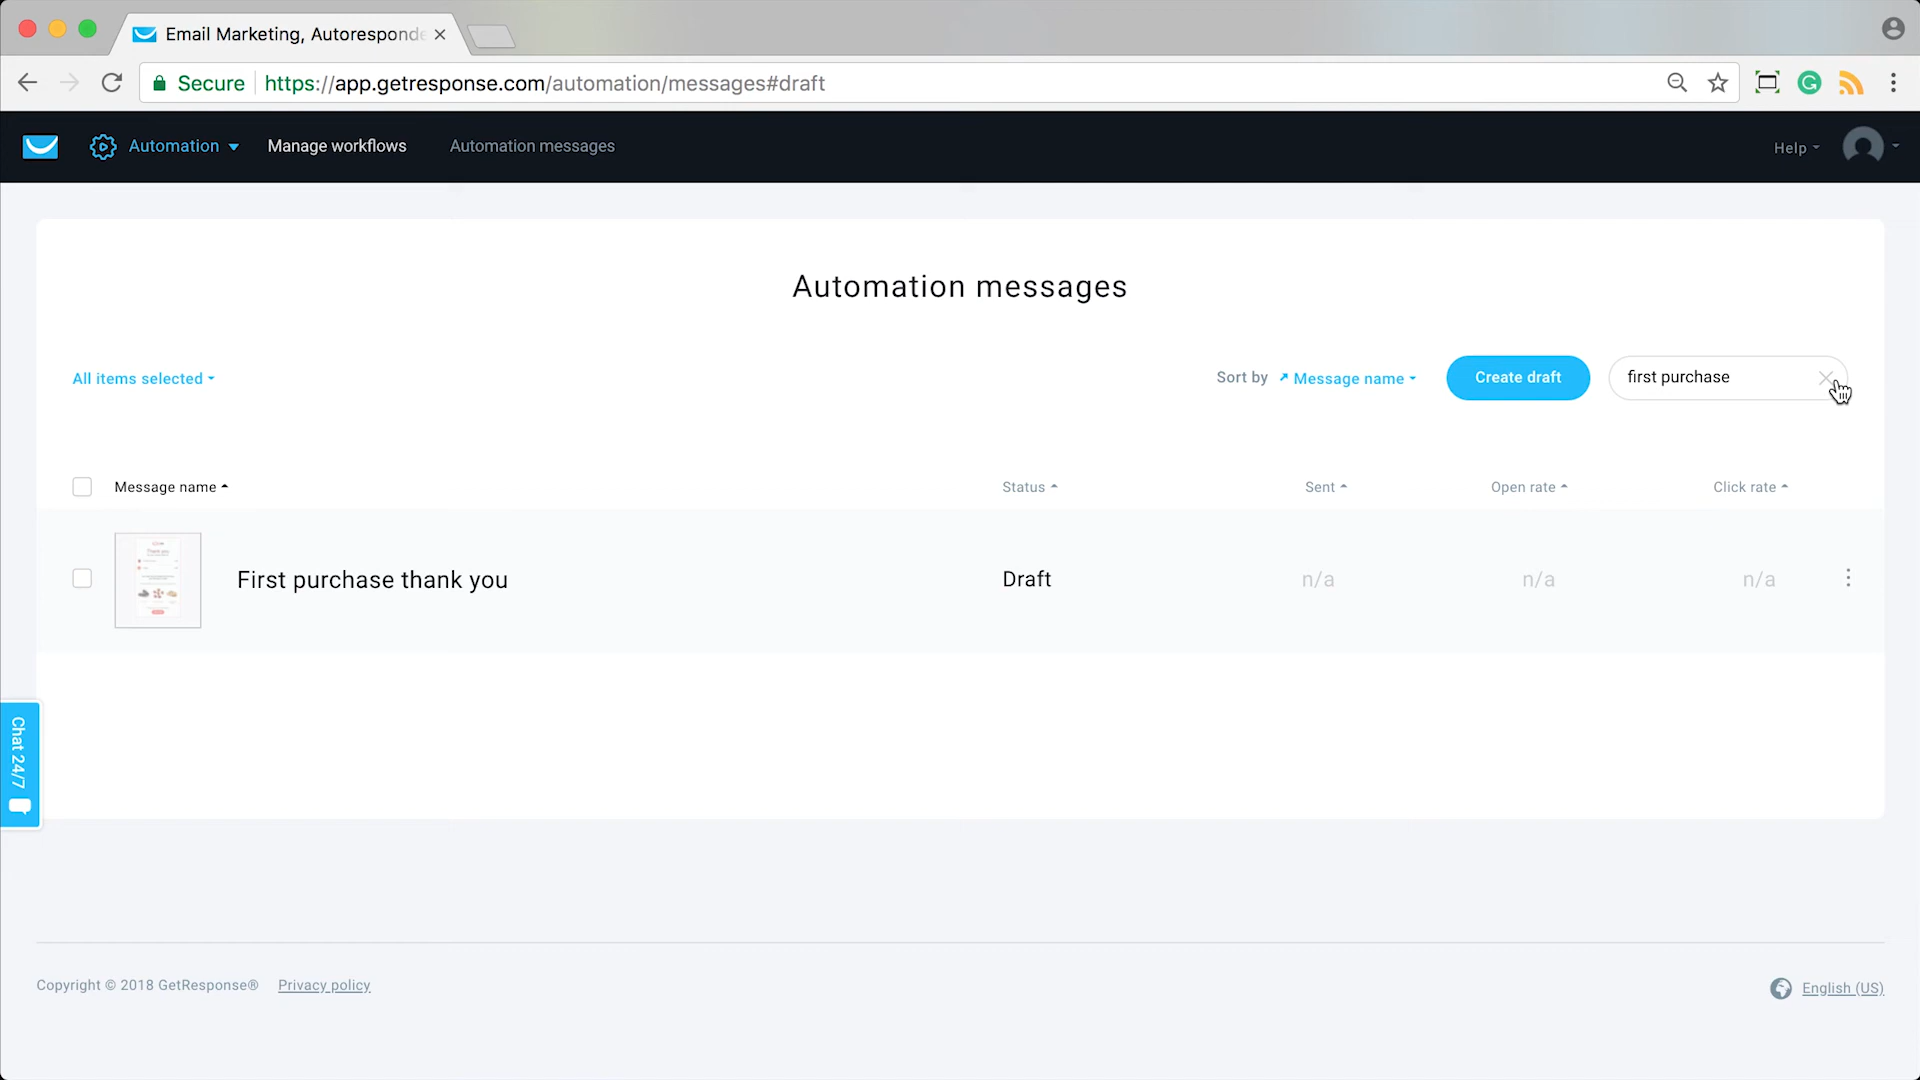 Email Marketing, Autoresponde
Secure https://app.getresponse.com/automation/messages#draft
Automation Manage workflows Automation messages Help
Automation messages
All items selected Sort by Message name Create draft first purchase
Message name Status Sent Open rate Click rate
First purchase thank you Draft n/a n/a n/a
Chat 24/7
Copyright © 2018 GetResponse® Privacy policy English (US)